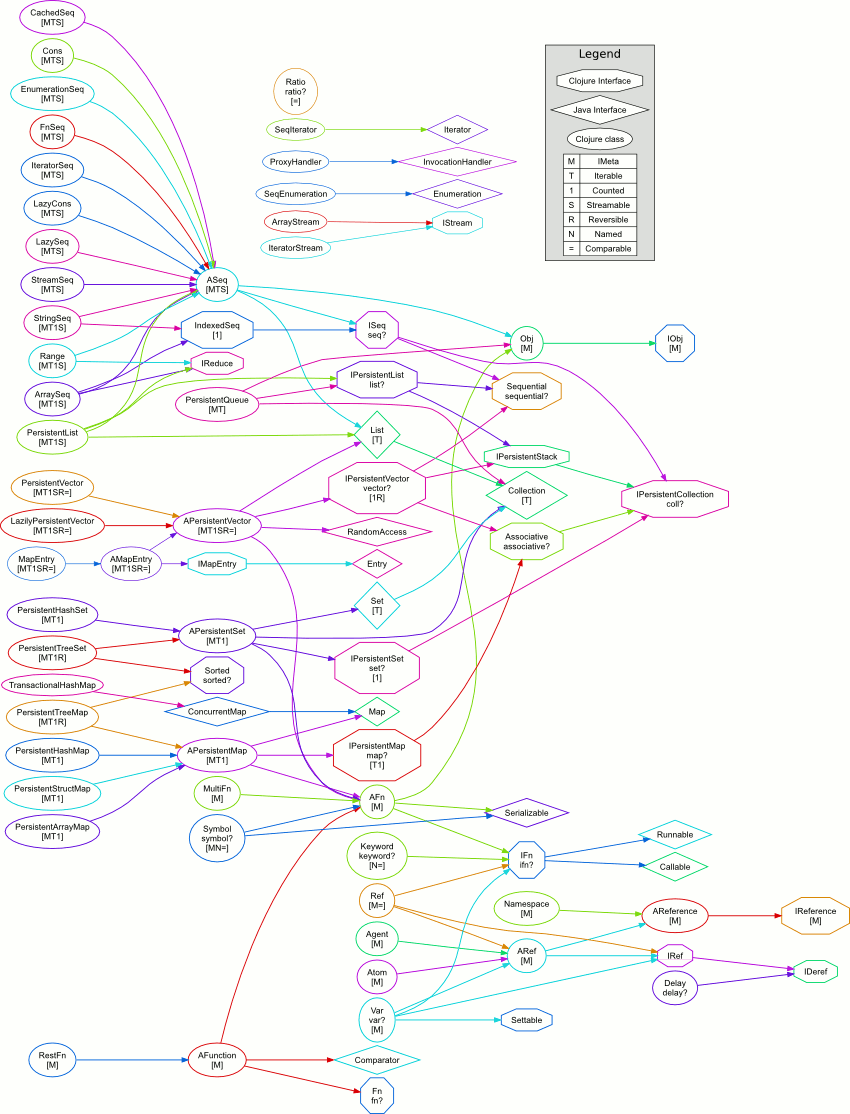 CachedSeq
[MTS]
Cons
[MTS]
EnumerationSeq
[MTS]
FnSeq
[MTS]
IteratorSeq
[MTS]
LazyCons
[MTS]
LazySeq
[MTS]
StreamSeq
[MTS]
StringSeq
[MT1S]
Range
[MT1S]
ArraySeq
[MT1S]
PersistentList
[MT1S]
PersistentVector
[MT1SR=]
LazilyPersistentVector
[MT1SR=]
MapEntry
[MT1SR=]
PersistentHashSet
[MT1]
PersistentTreeSet
[MT1R]
TransactionalHashMap
PersistentTreeMap
[MT1R]
PersistentHashMap
[MT1]
PersistentStructMap
[MT1]
PersistentArrayMap
[MT1]
RestFn
[M]
AMapEntry
[MT1SR=]
ASeq
[MTS]
IndexedSeq
[1]
IReduce
PersistentQueue
[MT]
APersistentVector
[MT1SR=]
IMapEntry
APersistentSet
[MT1]
Sorted
sorted?
ConcurrentMap
APersistentMap
[MT1]
MultiFn
[M]
Symbol
symbol?
[MN=]
AFunction
[M]
Ratio
ratio?
[=]
SeqIterator
ProxyHandler
SeqEnumeration
ArrayStream
IteratorStream
Iterator
InvocationHandler
Enumeration
IStream
ISeq
seq?
IPersistentList
list?
List
[T]
IPersistentVector
vector?
[1R]
RandomAccess
Entry
Set
[T]
IPersistentSet
set?
[1]
Map
IPersistentMap
map?
[T1]
AFn
[M]
Keyword
keyword?
[N=]
Ref
[M=]
Agent
[M]
Atom
[M]
Var
var?
[M]
Comparator
Fn
fn?
Obj
[M]
Sequential
sequential?
IPersistentStack
Collection
[T]
Associative
associative?
Serializable
IFn
ifn?
Namespace
[M]
ARef
[M]
Settable
IObj
[M]
IPersistentCollection
coll?
Runnable
Callable
AReference
[M]
IRef
Delay
delay?
IReference
[M]
IDeref
Legend
Clojure Interface
Java Interface
Clojure class
M IMeta
T Iterable
1 Counted
S Streamable
R Reversible
N Named
= Comparable